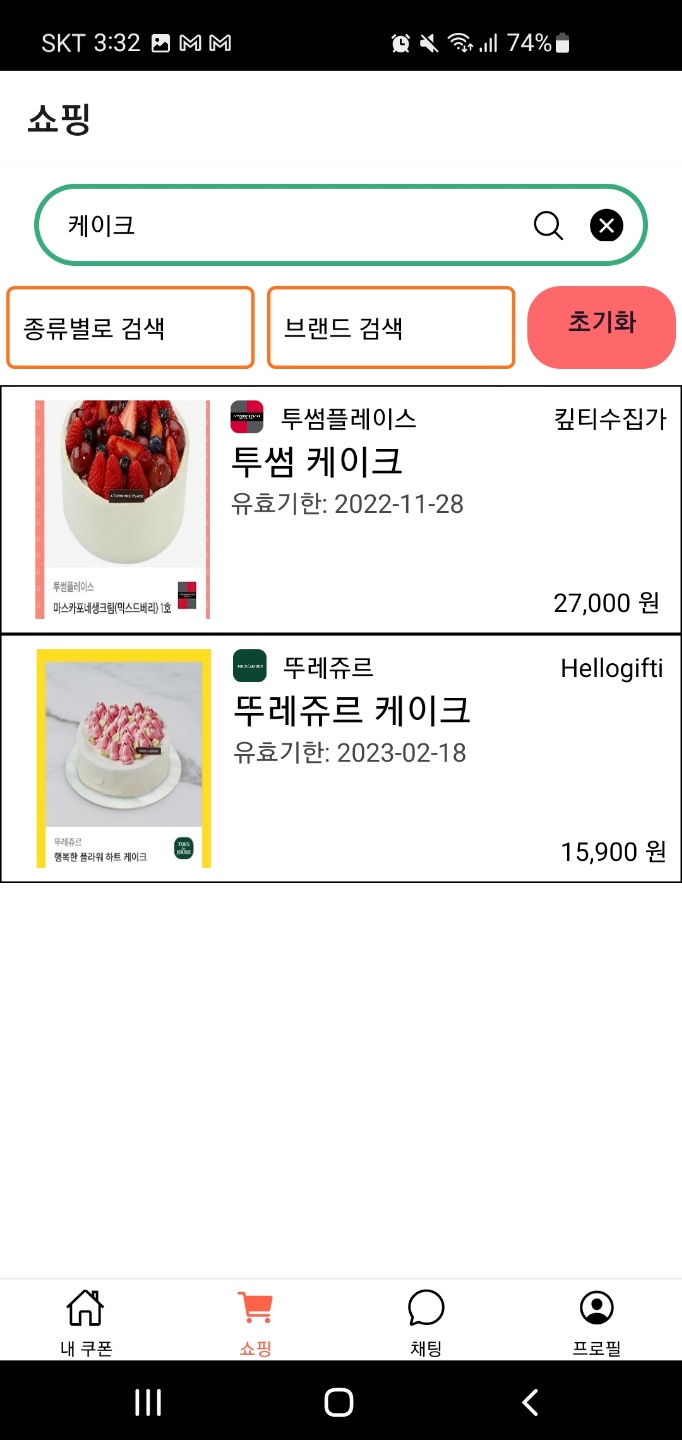 SKT 3:32
74%
쇼핑
케이크
종류별로 검색
브랜드 검색
초기화
투썸플레이스
킾티수집가
투썸 케이크
유효기한: 2022-11-28
A TWOSOME PLACE
투썸플레이스
마스카포네생크림(믹스드베리) 1호
27,000 원
뚜레쥬르
Hellogifti
뚜레쥬르 케이크
유효기한: 2023-02-18
뚜레쥬르
행복한 플라워 하트 케이크
TOUS les JOURS
15,900 원
내 쿠폰
쇼핑
채팅
프로필